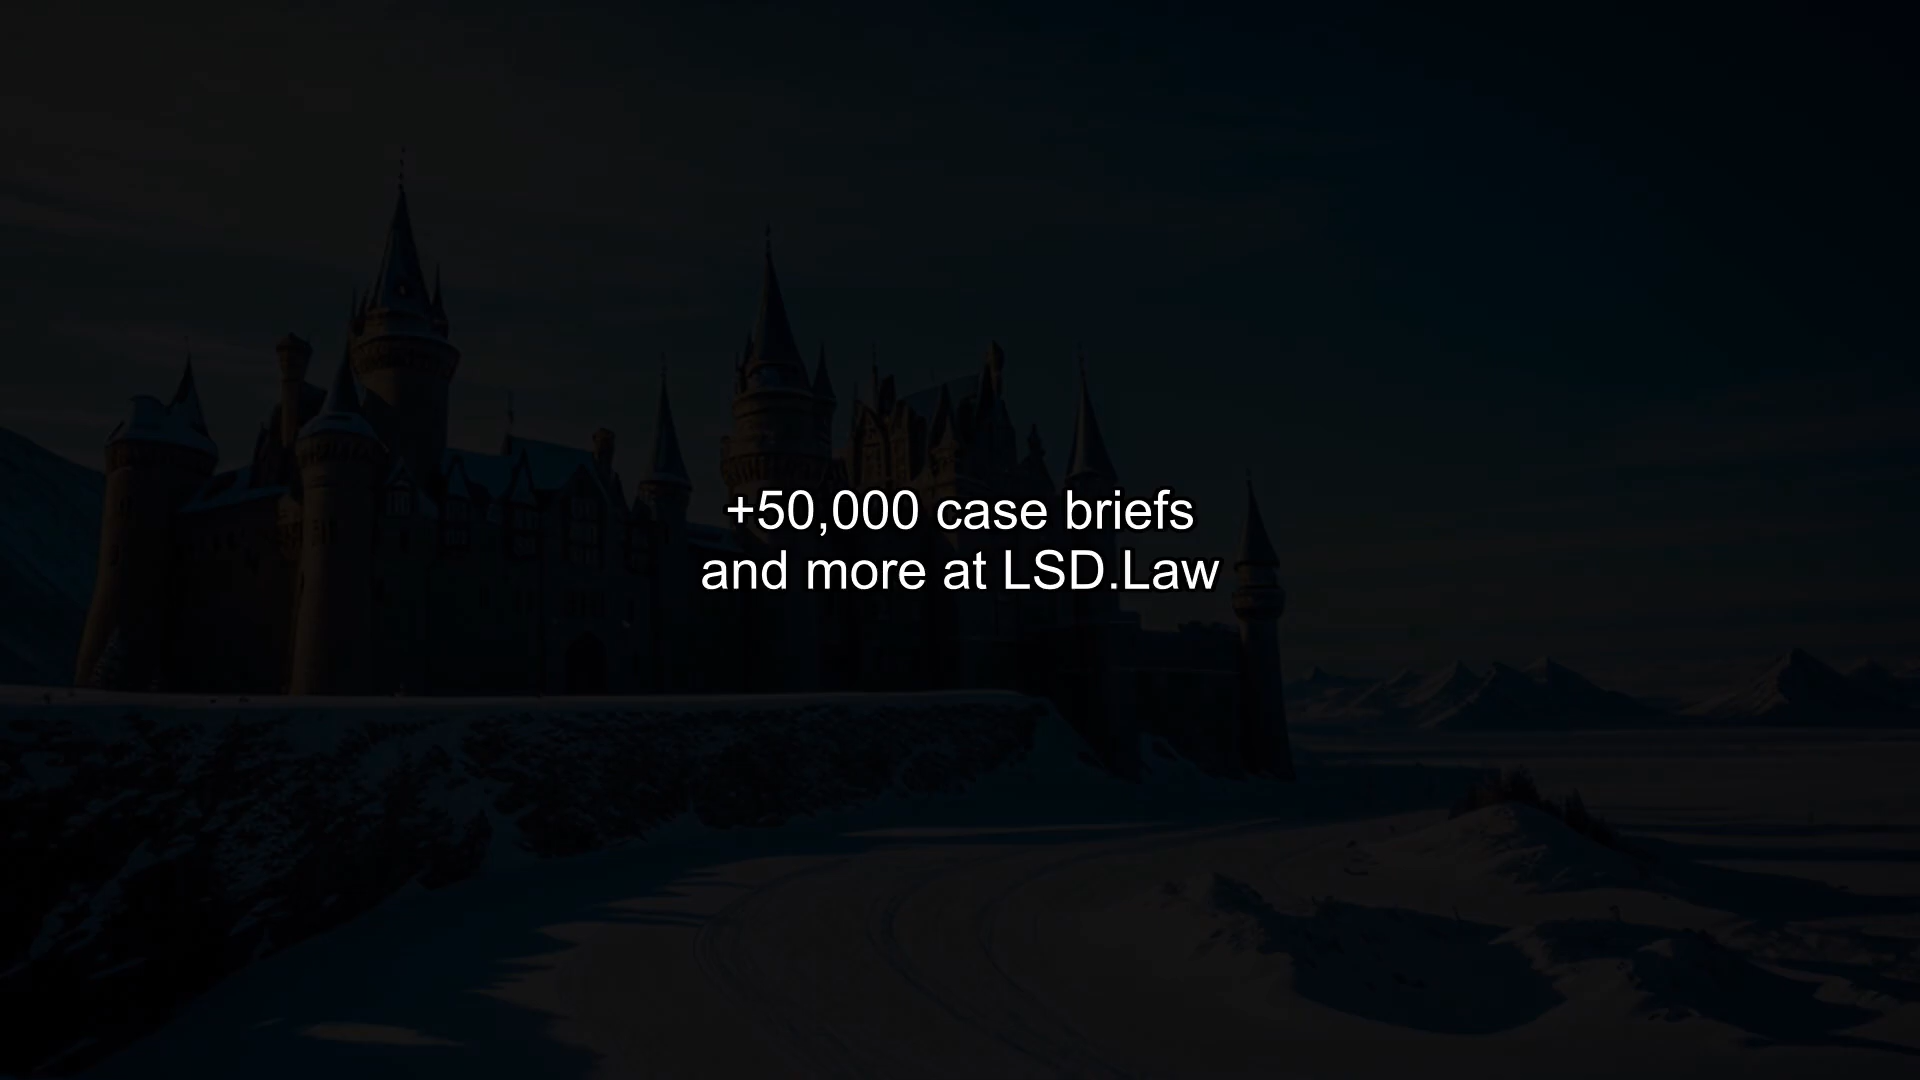 +50,000 case briefs
and more at LSD.Law